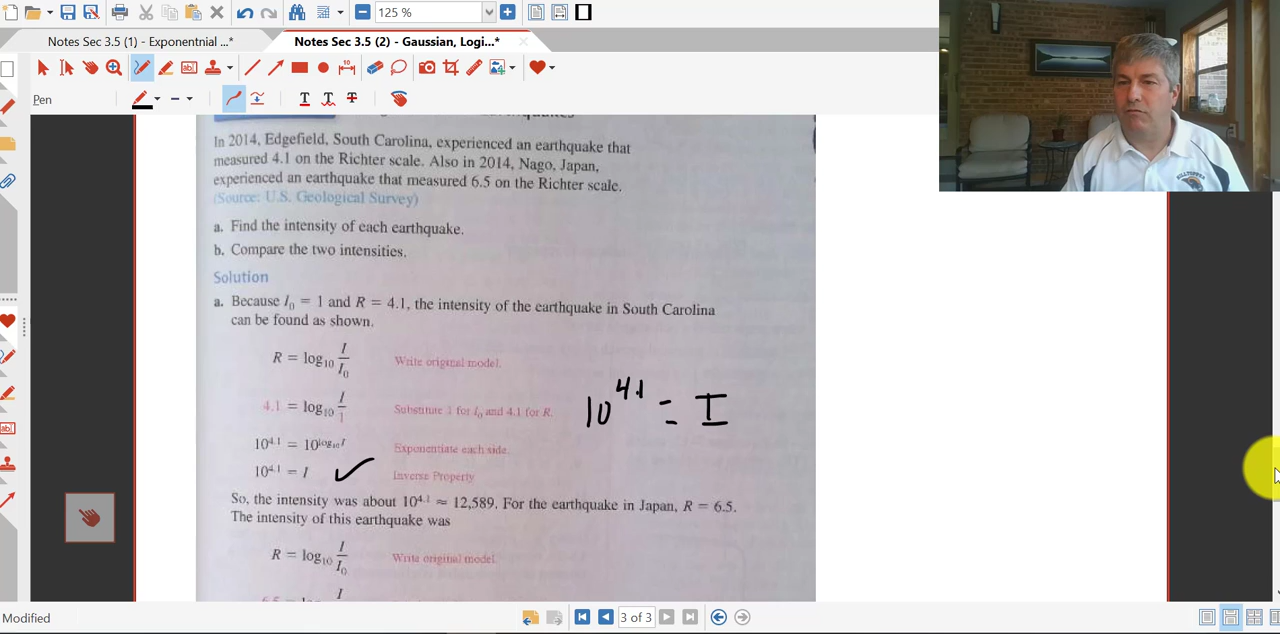 125 %
Notes Sec 3.5 (1) - Exponentnial ...*
Notes Sec 3.5 (2) - Gaussian, Logi...*
Pen
In 2014, Edgefield, South Carolina, experienced an earthquake that
measured 4.1 on the Richter scale. Also in 2014, Nago, Japan,
experienced an earthquake that measured 6.5 on the Richter scale.
(Source: U.S. Geological Survey)
a. Find the intensity of each earthquake.
b. Compare the two intensities.
Solution
a. Because I₀ = 1 and R = 4.1, the intensity of the earthquake in South Carolina
can be found as shown.
R = log₁₀ I/I₀ Write original model.
4.1 = log₁₀ I/1 Substitute 1 for I₀ and 4.1 for R.
10^4.1 = I
10^4.1 = 10^log₁₀ I Exponentiate each side.
10^4.1 = I ✓ Inverse Property
So, the intensity was about 10^4.1 ≈ 12,589. For the earthquake in Japan, R = 6.5.
The intensity of this earthquake was
R = log₁₀ I/I₀ Write original model.
HILLTOPPERS
Modified
3 of 3